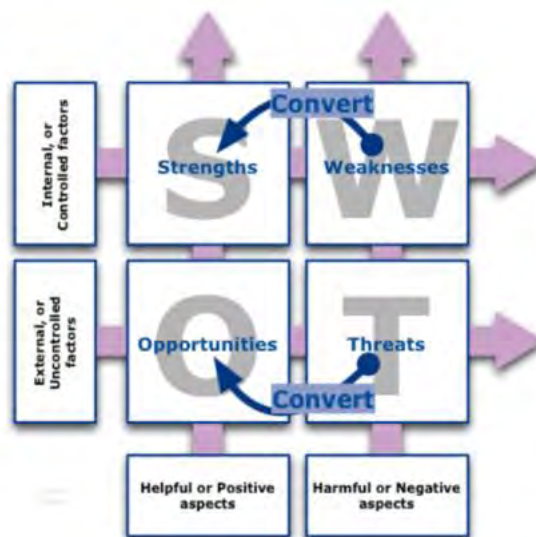 Internal, or
Controlled factors
S
W
Convert
Strengths
Weaknesses
External, or
Uncontrolled
factors
O
T
Opportunities
Threats
Convert
Helpful or Positive
aspects
Harmful or Negative
aspects